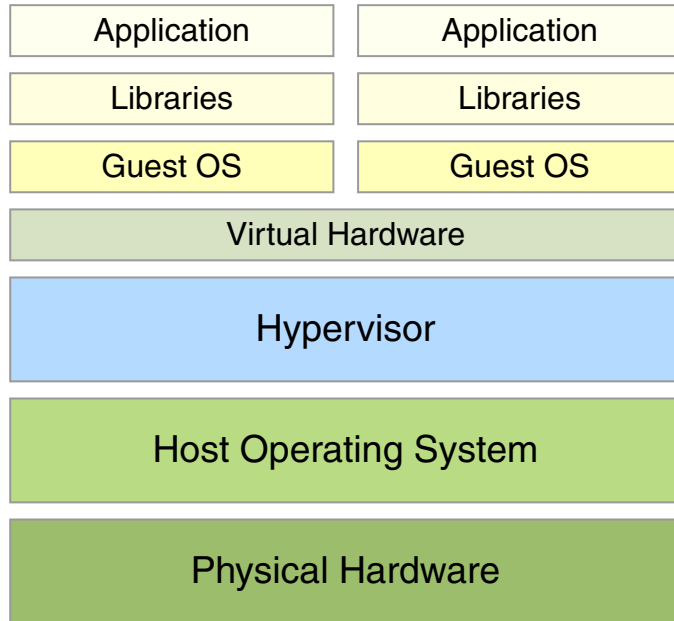 Application
Application
Libraries
Libraries
Guest OS
Guest OS
Virtual Hardware
Hypervisor
Host Operating System
Physical Hardware